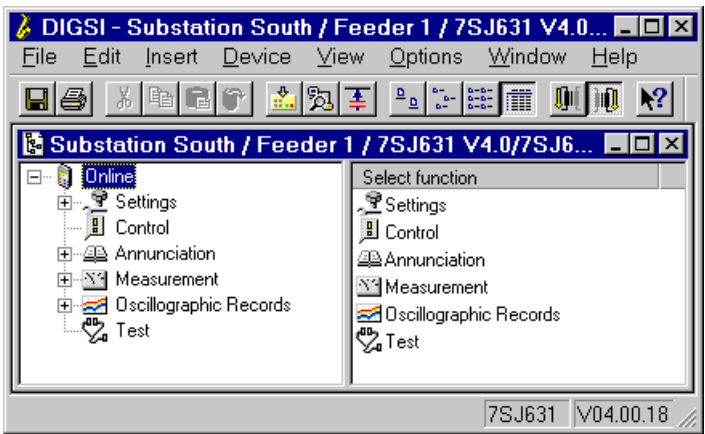 DIGSI - Substation South / Feeder 1 / 7SJ631 V4.0...
File Edit Insert Device View Options Window Help
Substation South / Feeder 1 / 7SJ631 V4.0/7SJ6...
Online
Settings
Control
Annunciation
Measurement
Oscillographic Records
Test
Select function
Settings
Control
Annunciation
Measurement
Oscillographic Records
Test
7SJ631 V04.00.18